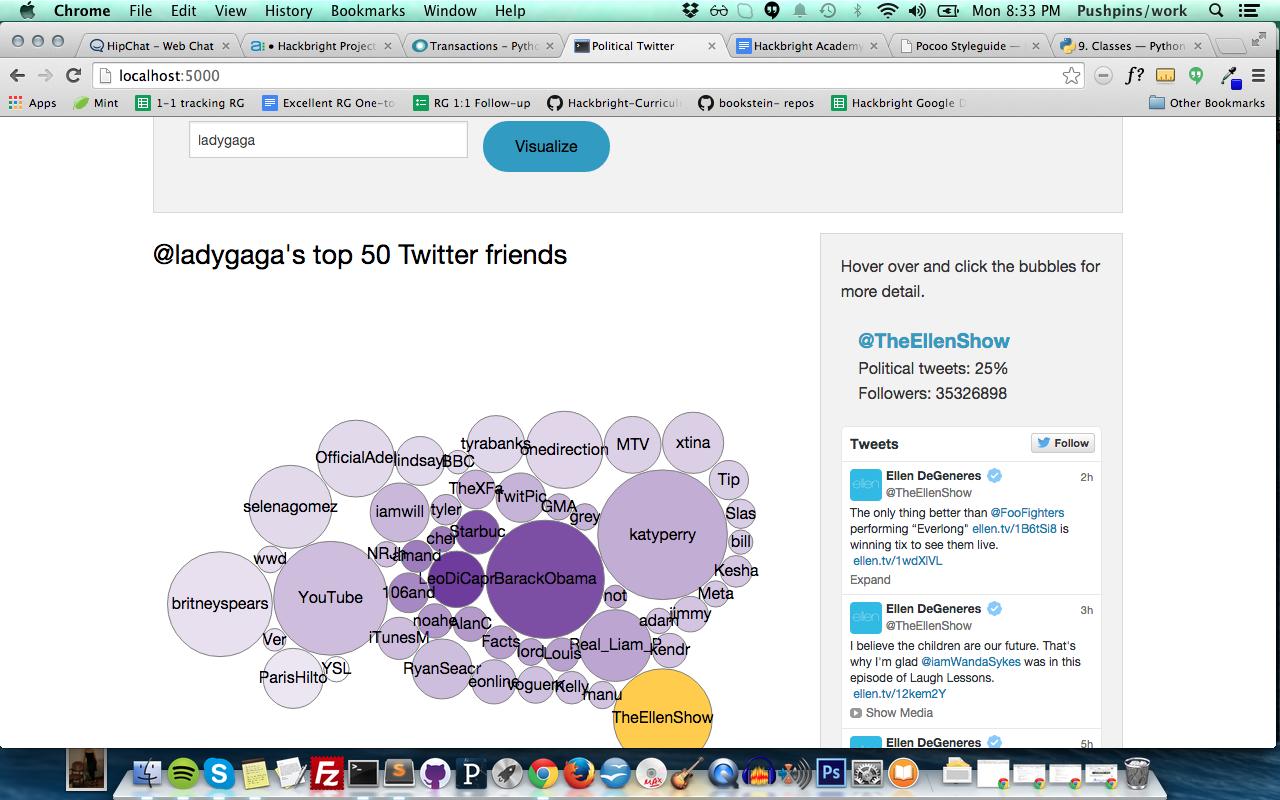 Chrome File Edit View History Bookmarks Window Help Mon 8:33 PM Pushpins/work
HipChat – Web Chat
• Hackbright Project
Transactions — Pytho
Political Twitter
Hackbright Academy
Pocoo Styleguide —
9. Classes — Python
localhost:5000
f?
Apps Mint 1-1 tracking RG Excellent RG One-to RG 1:1 Follow-up Hackbright-Curricul bookstein- repos Hackbright Google D Other Bookmarks
ladygaga
Visualize
@ladygaga's top 50 Twitter friends
tyrabanks
onedirection
MTV
xtina
OfficialAdel
lindsayl
BBC
Tip
TheXFa
TwitPic
GMA
grey
Slas
selenagomez
iamwill
tyler
Starbuc
cher
katyperry
bill
wwd
NRJh
amand
Kesha
LeoDiCapr
BarackObama
106and
not
Meta
britneyspears
YouTube
noahe
AlanC
adam
jimmy
Ver
iTunesM
Facts
lord
Louis
Real_Liam_P
kendr
ParisHilto
YSL
RyanSeacr
eonline
voguem
Kelly
manu
TheEllenShow
Hover over and click the bubbles for
more detail.
@TheEllenShow
Political tweets: 25%
Followers: 35326898
Tweets
Follow
ellen
Ellen DeGeneres 2h
@TheEllenShow
The only thing better than @FooFighters
performing "Everlong" ellen.tv/1B6tSi8 is
winning tix to see them live.
ellen.tv/1wdXlVL
Expand
ellen
Ellen DeGeneres 3h
@TheEllenShow
I believe the children are our future. That's
why I'm glad @iamWandaSykes was in this
episode of Laugh Lessons.
ellen.tv/12kem2Y
Show Media
Ellen DeGeneres 5h
Fz
S
P
MAX
Ps